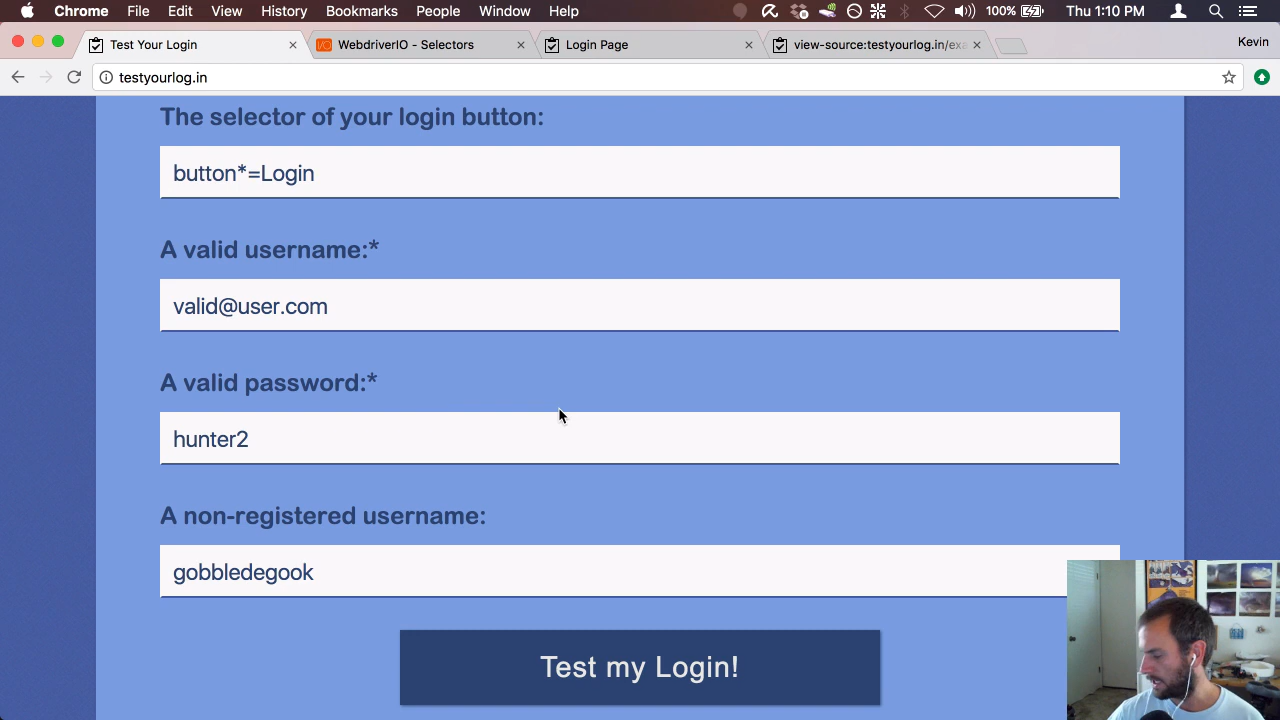 Chrome File Edit View History Bookmarks People Window Help 100% Thu 1:10 PM
Test Your Login WebdriverIO - Selectors Login Page view-source:testyourlog.in/exa Kevin
testyourlog.in
The selector of your login button:
button*=Login
A valid username:*
valid@user.com
A valid password:*
hunter2
A non-registered username:
gobbledegook
Test my Login!